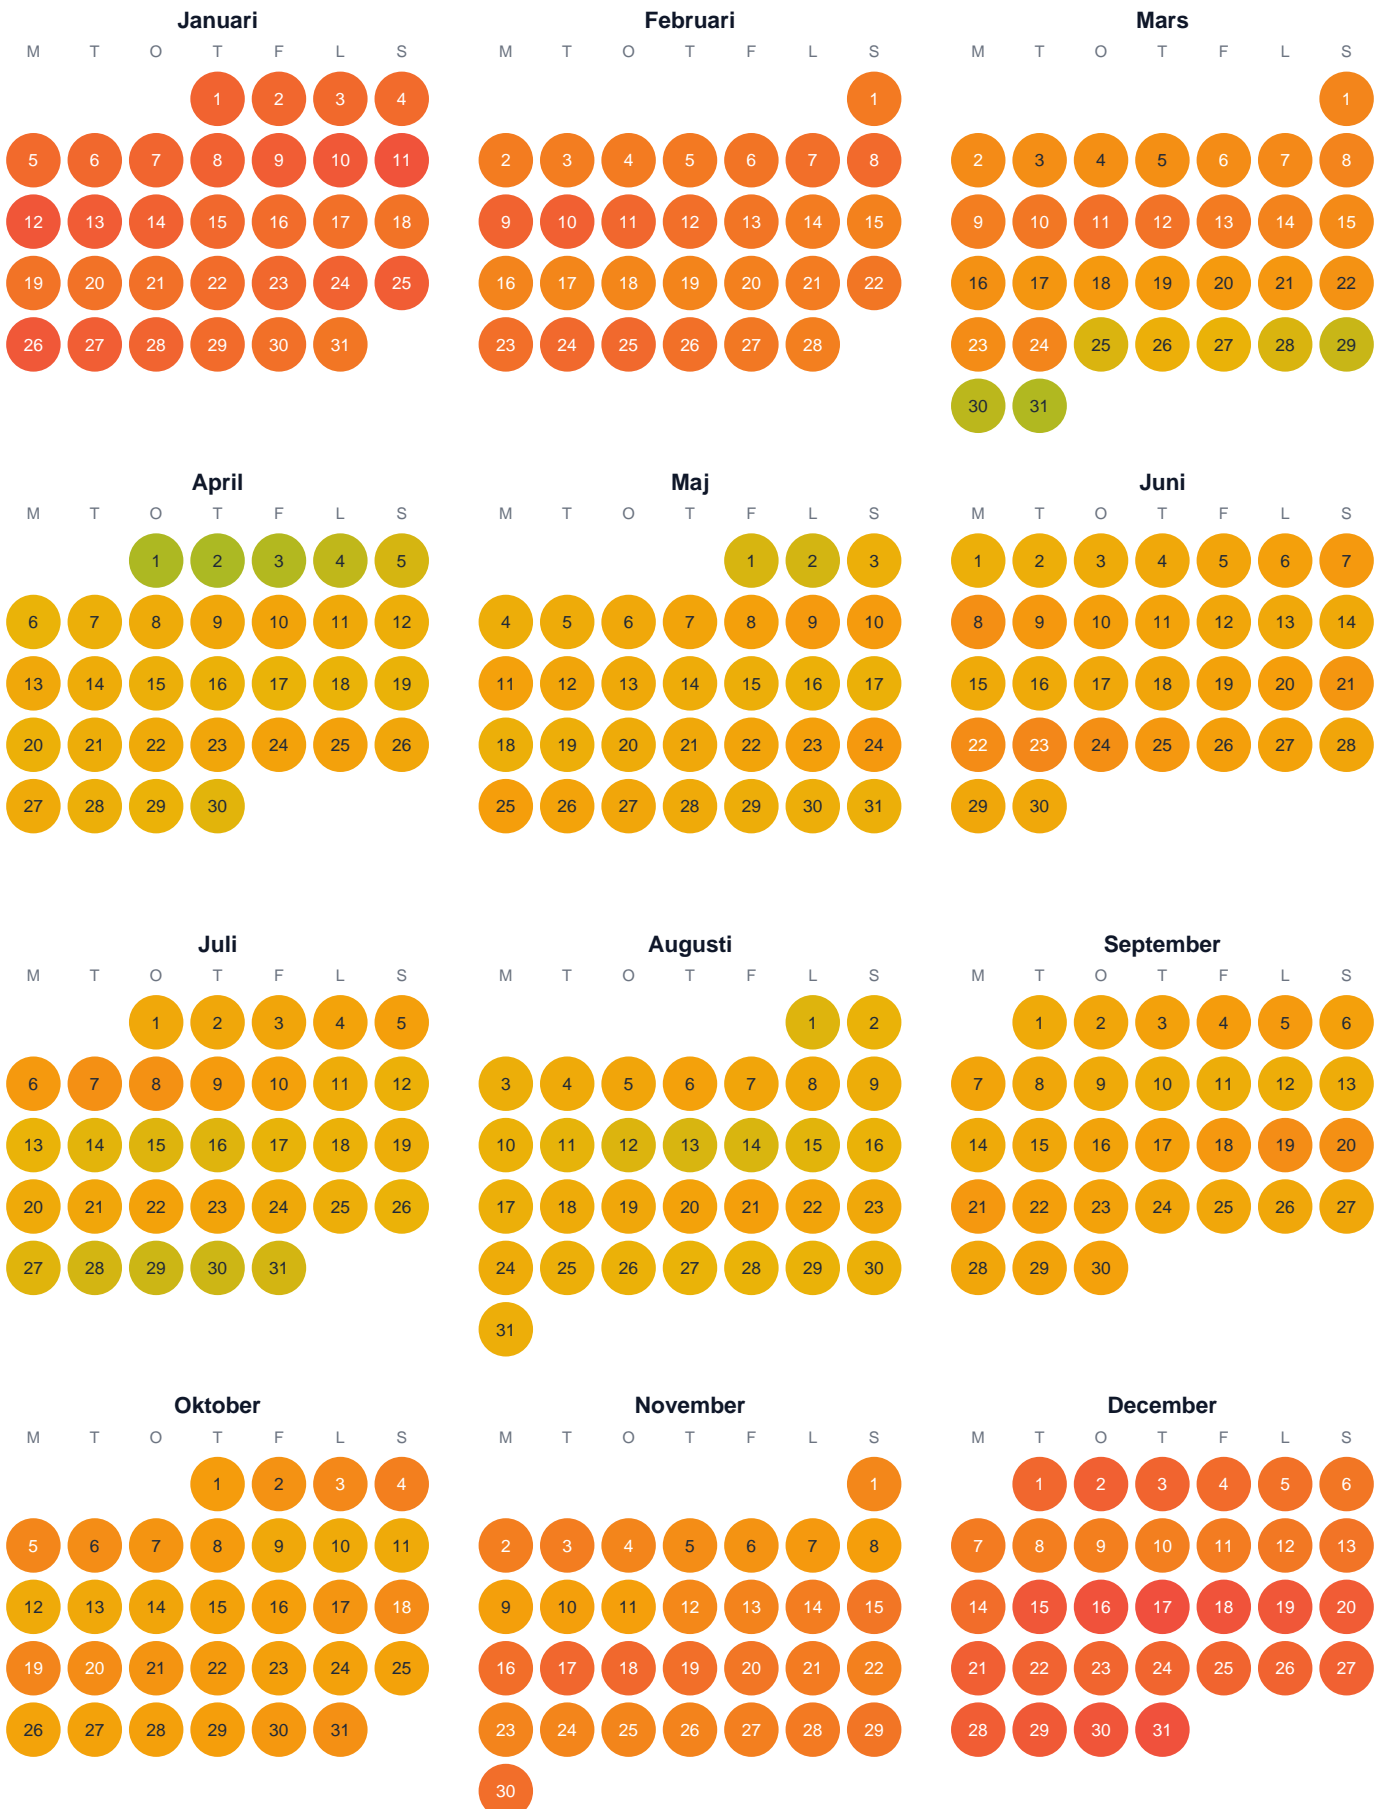 Januari Februari Mars
M T O T F L S M T O T F L S M T O T F L S
1 2 3 4 1 1
5 6 7 8 9 10 11 2 3 4 5 6 7 8 2 3 4 5 6 7 8
12 13 14 15 16 17 18 9 10 11 12 13 14 15 9 10 11 12 13 14 15
19 20 21 22 23 24 25 16 17 18 19 20 21 22 16 17 18 19 20 21 22
26 27 28 29 30 31 23 24 25 26 27 28 23 24 25 26 27 28 29
30 31
April Maj Juni
M T O T F L S M T O T F L S M T O T F L S
1 2 3 4 5 1 2 3 1 2 3 4 5 6 7
6 7 8 9 10 11 12 4 5 6 7 8 9 10 8 9 10 11 12 13 14
13 14 15 16 17 18 19 11 12 13 14 15 16 17 15 16 17 18 19 20 21
20 21 22 23 24 25 26 18 19 20 21 22 23 24 22 23 24 25 26 27 28
27 28 29 30 25 26 27 28 29 30 31 29 30
Juli Augusti September
M T O T F L S M T O T F L S M T O T F L S
1 2 3 4 5 1 2 1 2 3 4 5 6
6 7 8 9 10 11 12 3 4 5 6 7 8 9 7 8 9 10 11 12 13
13 14 15 16 17 18 19 10 11 12 13 14 15 16 14 15 16 17 18 19 20
20 21 22 23 24 25 26 17 18 19 20 21 22 23 21 22 23 24 25 26 27
27 28 29 30 31 24 25 26 27 28 29 30 28 29 30
31
Oktober November December
M T O T F L S M T O T F L S M T O T F L S
1 2 3 4 1 1 2 3 4 5 6
5 6 7 8 9 10 11 2 3 4 5 6 7 8 7 8 9 10 11 12 13
12 13 14 15 16 17 18 9 10 11 12 13 14 15 14 15 16 17 18 19 20
19 20 21 22 23 24 25 16 17 18 19 20 21 22 21 22 23 24 25 26 27
26 27 28 29 30 31 23 24 25 26 27 28 29 28 29 30 31
30